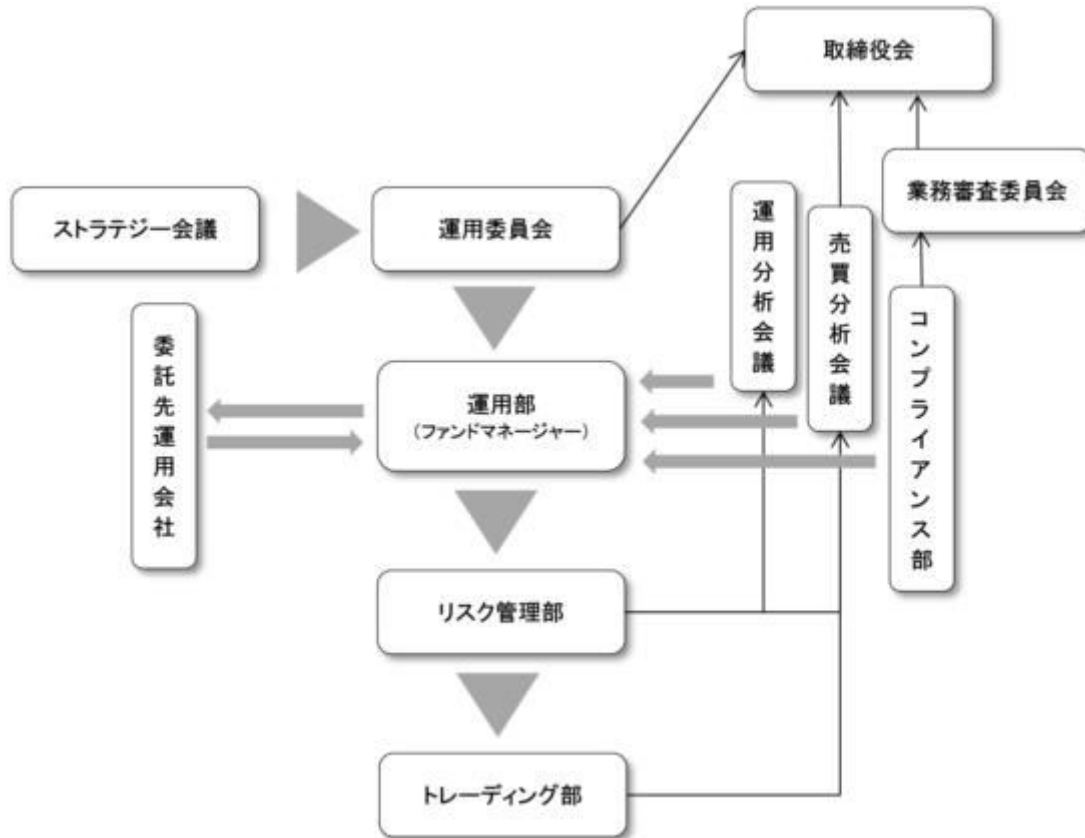 取締役会
業務審査委員会
ストラテジー会議
運用委員会
運用分析会議
売買分析会議
コンプライアンス部
委託先運用会社
運用部
(ファンドマネージャー)
リスク管理部
トレーディング部